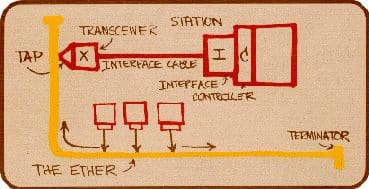 STATION
TRANSCEIVER
TAP
X
INTERFACE CABLE
I
C
INTERFACE
CONTROLLER
TERMINATOR
THE ETHER